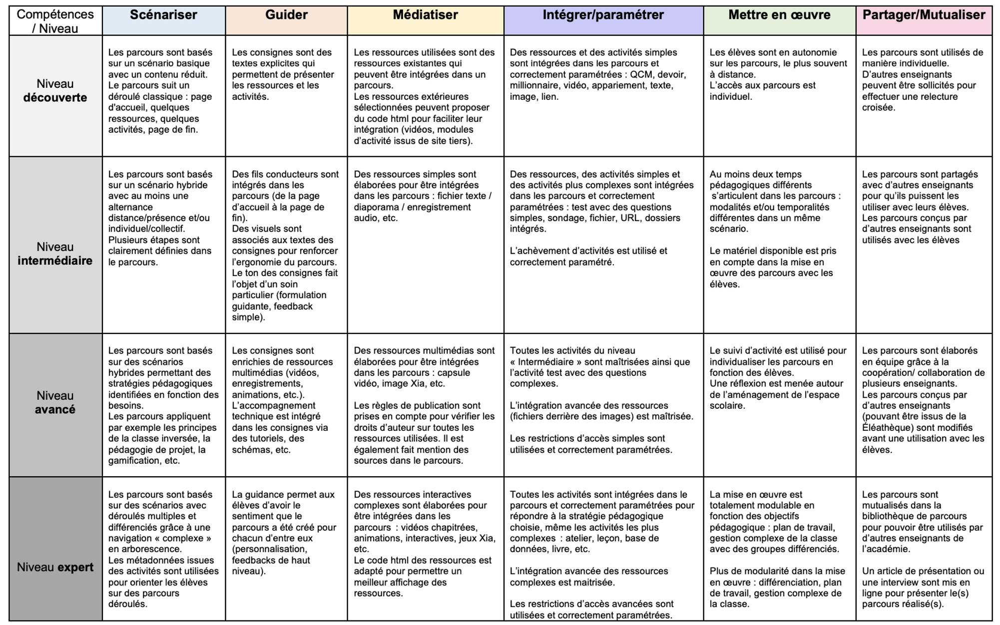 Compétences
/ Niveau
Scénariser
Guider
Médiatiser
Intégrer/paramétrer
Mettre en œuvre
Partager/Mutualiser
Niveau
découverte
Les parcours sont basés
sur un scénario basique
avec un contenu réduit.
Le parcours suit un
déroulé classique : page
d'accueil, quelques
ressources, quelques
activités, page de fin.
Les consignes sont des
textes explicites qui
permettent de présenter
les ressources et les
activités.
Les ressources utilisées sont des
ressources existantes qui
peuvent être intégrées dans un
parcours.
Les ressources extérieures
sélectionnées peuvent proposer
du code html pour faciliter leur
intégration (vidéos, modules
d’activité issus de site tiers).
Des ressources et des activités simples
sont intégrées dans les parcours et
correctement paramétrées : QCM, devoir,
millionnaire, vidéo, appariement, texte,
image, lien.
Les élèves sont en autonomie
sur les parcours, le plus souvent
à distance.
L’accès aux parcours est
individuel.
Les parcours sont utilisés de
manière individuelle.
D’autres enseignants
peuvent être sollicités pour
effectuer une relecture
croisée.
Niveau
intermédiaire
Les parcours sont basés
sur un scénario hybride
avec au moins une
alternance
distance/présence et/ou
individuel/collectif.
Plusieurs étapes sont
clairement définies dans
le parcours.
Des fils conducteurs sont
intégrés dans les
parcours (de la page
d’accueil à la page de
fin).
Des visuels sont
associés aux textes des
consignes pour renforcer
l’ergonomie du parcours.
Le ton des consignes fait
l’objet d’un soin
particulier (formulation
guidante, feedback
simple).
Des ressources simples sont
élaborées pour être intégrées
dans les parcours : fichier texte /
diaporama / enregistrement
audio, etc.
Des ressources, des activités simples et
des activités plus complexes sont intégrées
dans les parcours et correctement
paramétrées : test avec des questions
simples, sondage, fichier, URL, dossiers
intégrés.
L’achèvement d’activités est utilisé et
correctement paramétré.
Au moins deux temps
pédagogiques différents
s’articulent dans les parcours :
modalités et/ou temporalités
différentes dans un même
scénario.
Le matériel disponible est pris
en compte dans la mise en
œuvre des parcours avec les
élèves.
Les parcours sont partagés
avec d’autres enseignants
pour qu’ils puissent les
utiliser avec leurs élèves.
Les parcours conçus par
d’autres enseignants sont
utilisés avec les élèves
Niveau
avancé
Les parcours sont basés
sur des scénarios
hybrides permettant des
stratégies pédagogiques
identifiées en fonction des
besoins.
Les parcours appliquent
par exemple les principes
de la classe inversée, la
pédagogie de projet, la
gamification, etc.
Les consignes sont
enrichies de ressources
multimédias (vidéos,
enregistrements,
animations, etc.).
L’accompagnement
technique est intégré
dans les consignes via
des tutoriels, des
schémas, etc.
Des ressources multimédias sont
élaborées pour être intégrées
dans les parcours : capsule
vidéo, image Xia, etc.
Les règles de publication sont
prises en compte pour vérifier les
droits d’auteur sur toutes les
ressources utilisées. Il est
également fait mention des
sources dans le parcours.
Toutes les activités du niveau
« Intermédiaire » sont maîtrisées ainsi que
l’activité test avec des questions
complexes.
L’intégration avancée des ressources
(fichiers derrière des images) est maîtrisée.
Les restrictions d’accès simples sont
utilisées et correctement paramétrées.
Le suivi d’activité est utilisé pour
individualiser les parcours en
fonction des élèves.
Une réflexion est menée autour
de l’aménagement de l’espace
scolaire.
Les parcours sont élaborés
en équipe grâce à la
coopération/ collaboration de
plusieurs enseignants.
Les parcours conçus par
d’autres enseignants
(pouvant être issus de la
Éléathèque) sont modifiés
avant une utilisation avec les
élèves.
Niveau expert
Les parcours sont basés
sur des scénarios avec
déroulés multiples et
différenciés grâce à une
navigation « complexe »
en arborescence.
Les métadonnées issues
des activités sont utilisées
pour orienter les élèves
sur des parcours
déroulés.
La guidance permet aux
élèves d’avoir le
sentiment que le
parcours a été créé pour
chacun d’entre eux
(personnalisation,
feedbacks de haut
niveau).
Des ressources interactives
complexes sont élaborées pour
être intégrées dans les
parcours : vidéos chapitrées,
animations, interactives, jeux Xia,
etc.
Le code html des ressources est
adapté pour permettre un
meilleur affichage des
ressources.
Toutes les activités sont intégrées dans le
parcours et correctement paramétrées pour
répondre à la stratégie pédagogique
choisie, même les activités les plus
complexes : atelier, leçon, base de
données, livre, etc.
L’intégration avancée des ressources
complexes est maitrisée.
Les restrictions d’accès avancées sont
utilisées et correctement paramétrées.
La mise en œuvre est
totalement modulable en
fonction des objectifs
pédagogique : plan de travail,
gestion complexe de la classe
avec des groupes différenciés.
Plus de modularité dans la mise
en œuvre : différenciation, plan
de travail, gestion complexe de
la classe.
Les parcours sont
mutualisés dans la
bibliothèque de parcours
pour pouvoir être utilisés par
d’autres enseignants de
l’académie.
Un article de présentation ou
une interview sont mis en
ligne pour présenter le(s)
parcours réalisé(s).